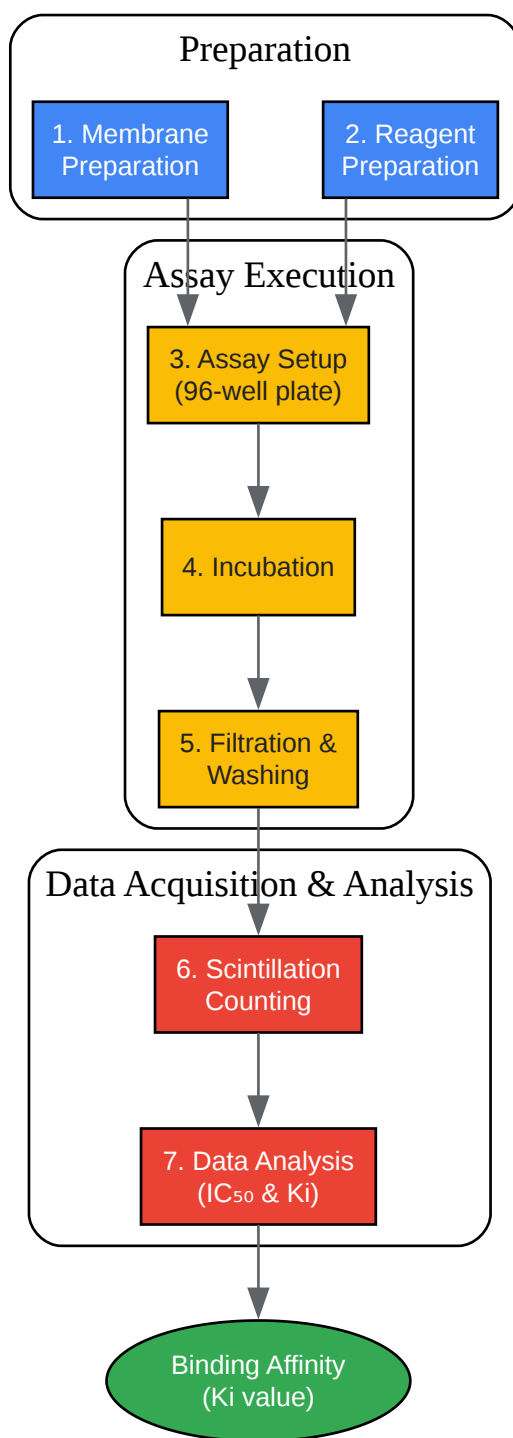 Preparation
1. Membrane
Preparation
2. Reagent
Preparation
Assay Execution
3. Assay Setup
(96-well plate)
4. Incubation
5. Filtration &
Washing
Data Acquisition & Analysis
6. Scintillation
Counting
7. Data Analysis
(IC₅₀ & Ki)
Binding Affinity
(Ki value)